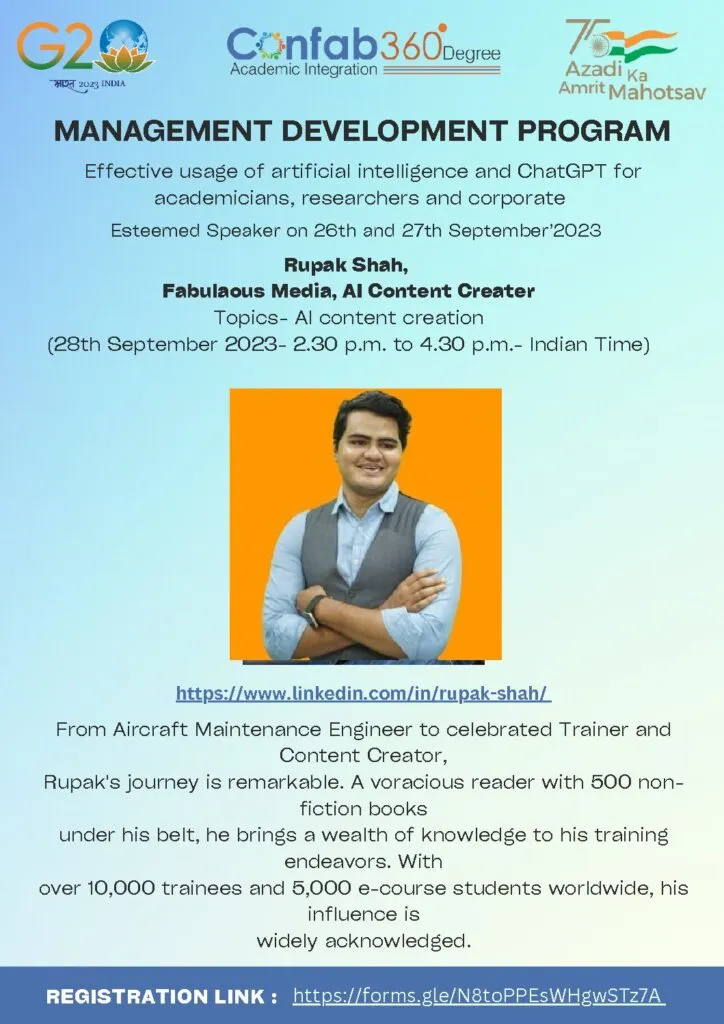 G20
भारत 2023 INDIA
Confab360°Degree
Academic Integration
75
Azadi Ka
Amrit Mahotsav
MANAGEMENT DEVELOPMENT PROGRAM
Effective usage of artificial intelligence and ChatGPT for
academicians, researchers and corporate
Esteemed Speaker on 26th and 27th September'2023
Rupak Shah,
Fabulaous Media, AI Content Creater
Topics- AI content creation
(28th September 2023- 2.30 p.m. to 4.30 p.m.- Indian Time)
https://www.linkedin.com/in/rupak-shah/
From Aircraft Maintenance Engineer to celebrated Trainer and
Content Creator,
Rupak's journey is remarkable. A voracious reader with 500 non-
fiction books
under his belt, he brings a wealth of knowledge to his training
endeavors. With
over 10,000 trainees and 5,000 e-course students worldwide, his
influence is
widely acknowledged.
REGISTRATION LINK : https://forms.gle/N8toPPEsWHgwSTz7A